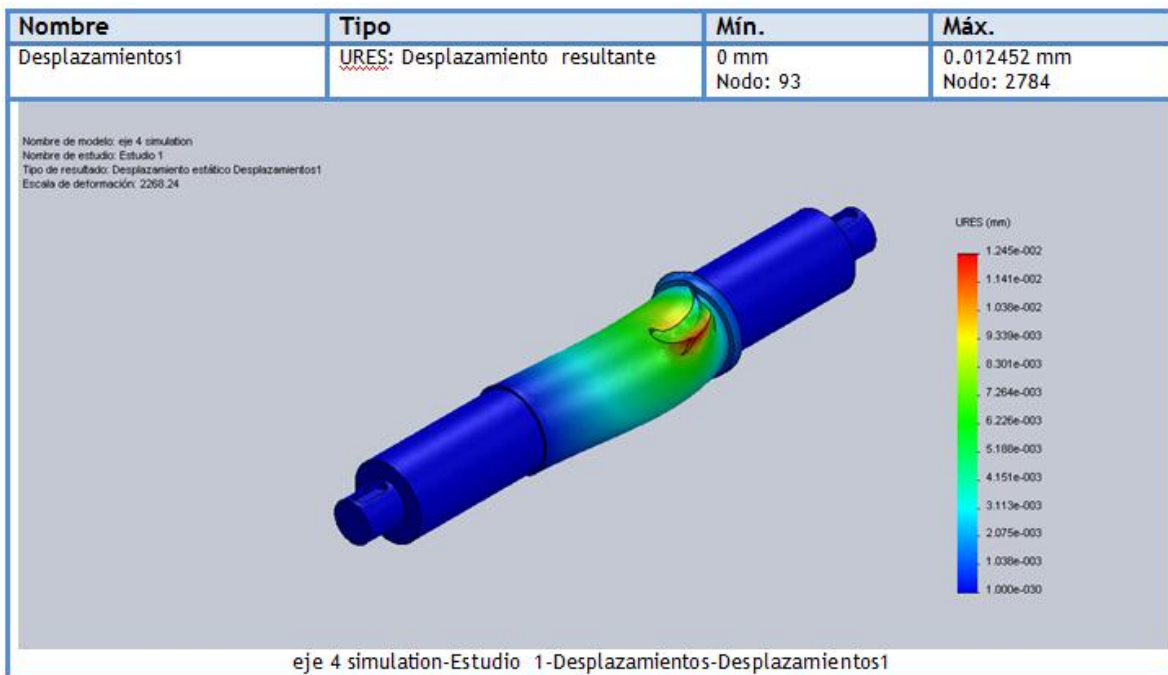 Nombre Tipo Mín. Máx.
Desplazamientos1 URES: Desplazamiento resultante 0 mm 0.012452 mm
Nodo: 93 Nodo: 2784
Nombre de modelo: eje 4 simulation
Nombre de estudio: Estudio 1
Tipo de resultado: Desplazamiento estático Desplazamientos1
Escala de deformación: 2268.24
URES (mm)
1.245e-002
1.141e-002
1.038e-002
9.339e-003
8.301e-003
7.264e-003
6.226e-003
5.188e-003
4.151e-003
3.113e-003
2.075e-003
1.038e-003
1.000e-030
eje 4 simulation-Estudio 1-Desplazamientos-Desplazamientos1